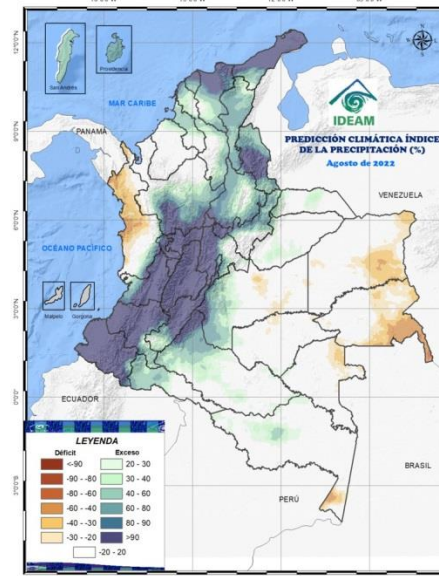 San Andrés
Providencia
MAR CARIBE
PANAMÁ
IDEAM
PREDICCIÓN CLIMÁTICA ÍNDICE
DE LA PRECIPITACIÓN (%)
Agosto de 2022
VENEZUELA
OCÉANO PACÍFICO
Malpelo
Gorgona
ECUADOR
BRASIL
PERÚ
LEYENDA
Déficit
Exceso
<-90
20 - 30
-90 - -80
30 - 40
-80 - -60
40 - 60
-60 - -40
60 - 80
-40 - -30
80 - 90
-30 - -20
>90
-20 - 20